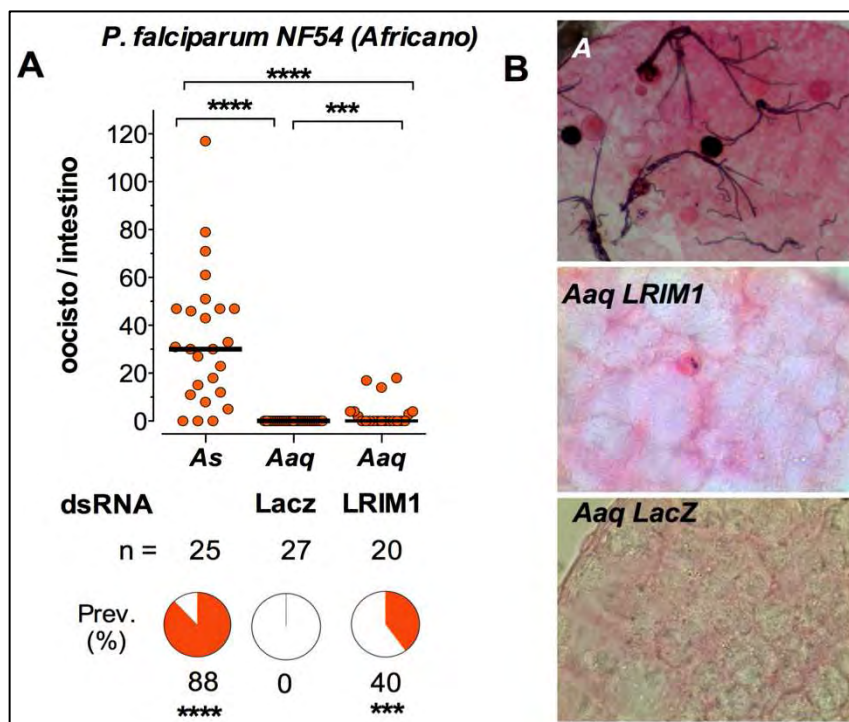 P. falciparum NF54 (Africano)
A
****
****
***
120
100
80
60
40
20
0
oocisto / intestino
As Aaq Aaq
dsRNA Lacz LRIM1
n = 25 27 20
Prev.
(%)
88 0 40
**** ***
B
A
Aaq LRIM1
Aaq LacZ